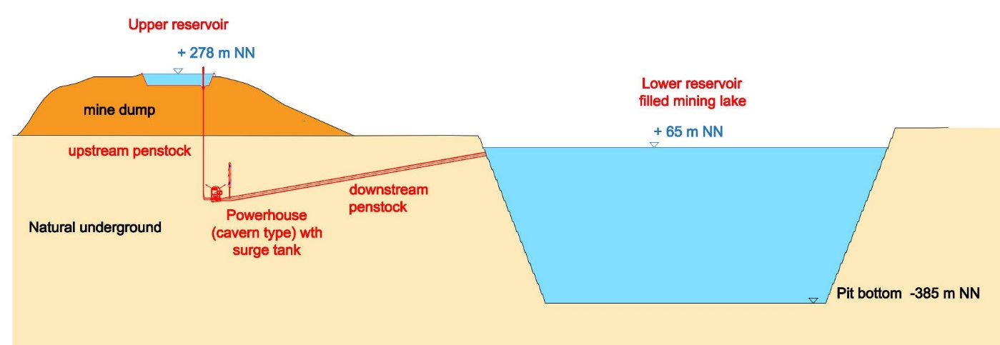 Upper reservoir
+ 278 m NN
Lower reservoir
filled mining lake
mine dump
+ 65 m NN
upstream penstock
downstream
penstock
Powerhouse
(cavern type) wth
surge tank
Natural underground
Pit bottom -385 m NN